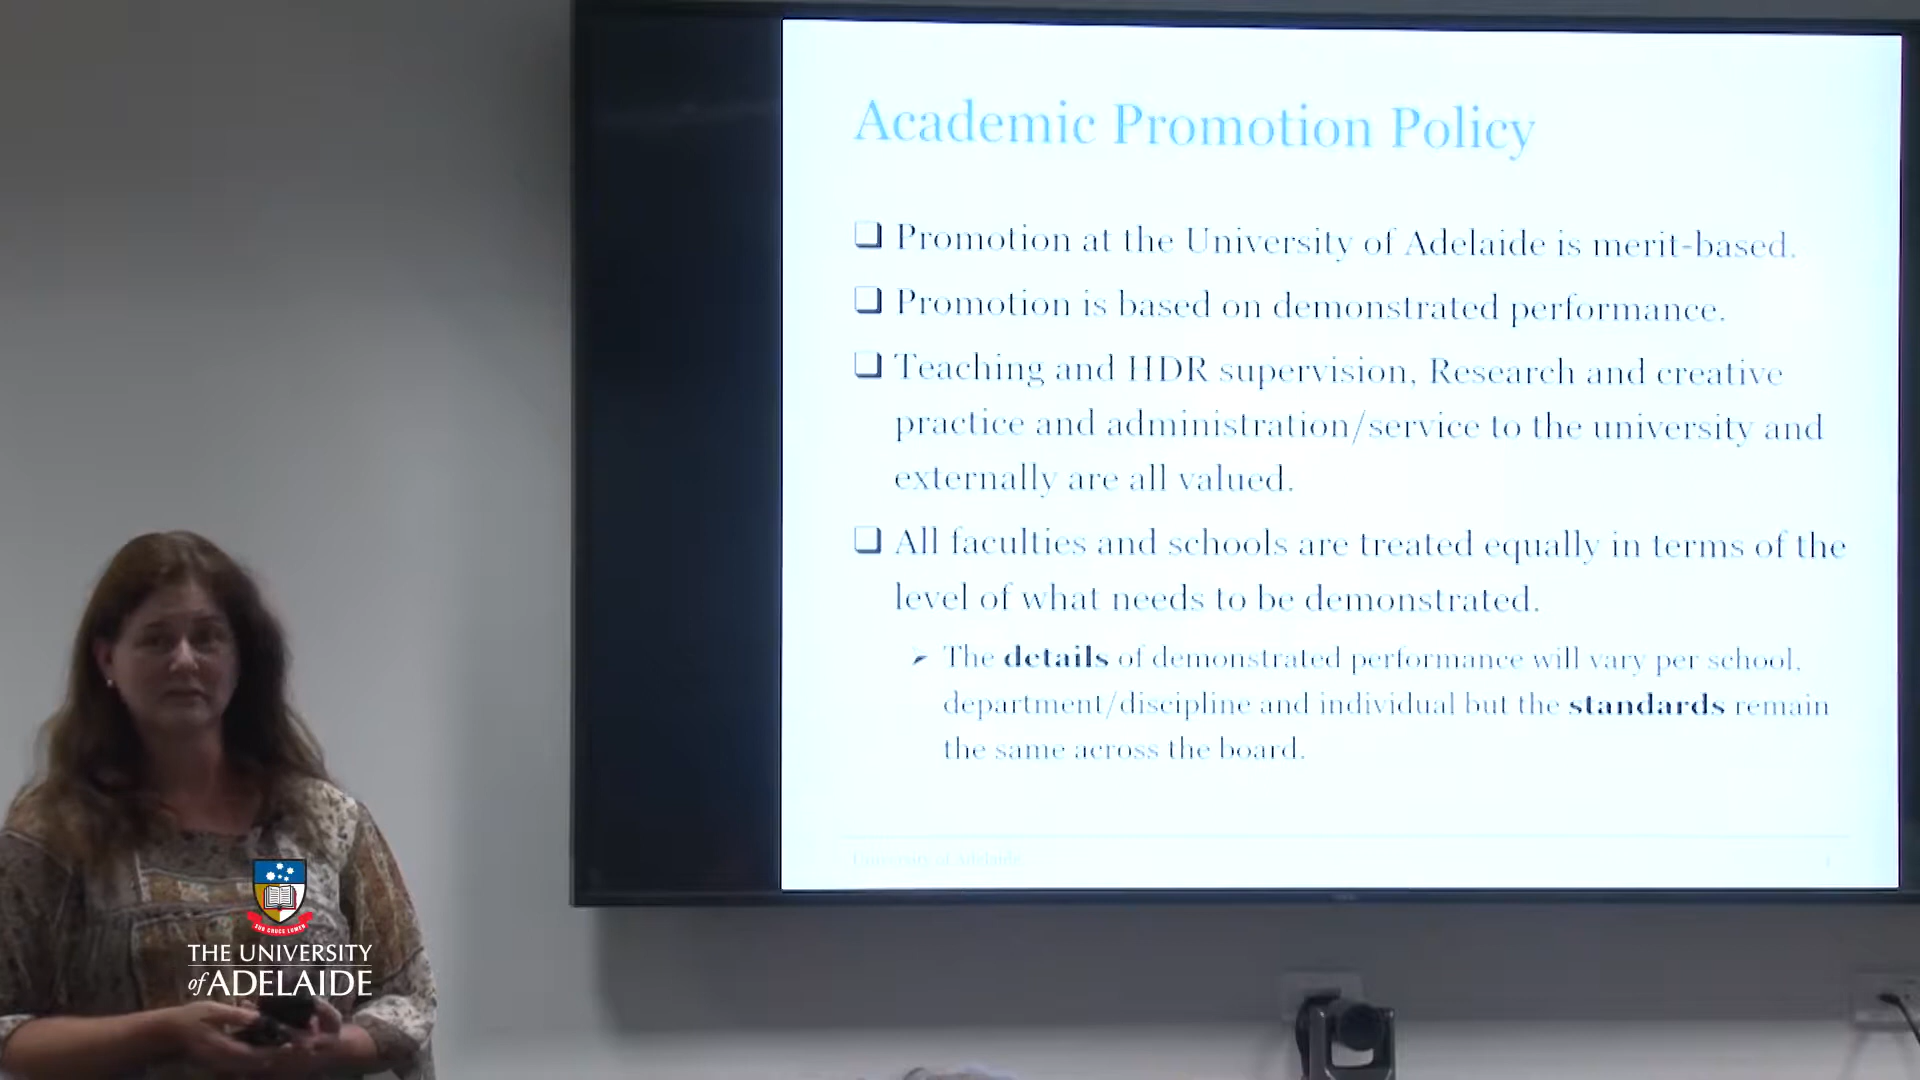 Academic Promotion Policy
❑ Promotion at the University of Adelaide is merit-based.
❑ Promotion is based on demonstrated performance.
❑ Teaching and HDR supervision, Research and creative
practice and administration/service to the university and
externally are all valued.
❑ All faculties and schools are treated equally in terms of the
level of what needs to be demonstrated.
➢ The details of demonstrated performance will vary per school,
department/discipline and individual but the standards remain
the same across the board.
University of Adelaide
SUB CRUCE LUMEN
THE UNIVERSITY
of ADELAIDE